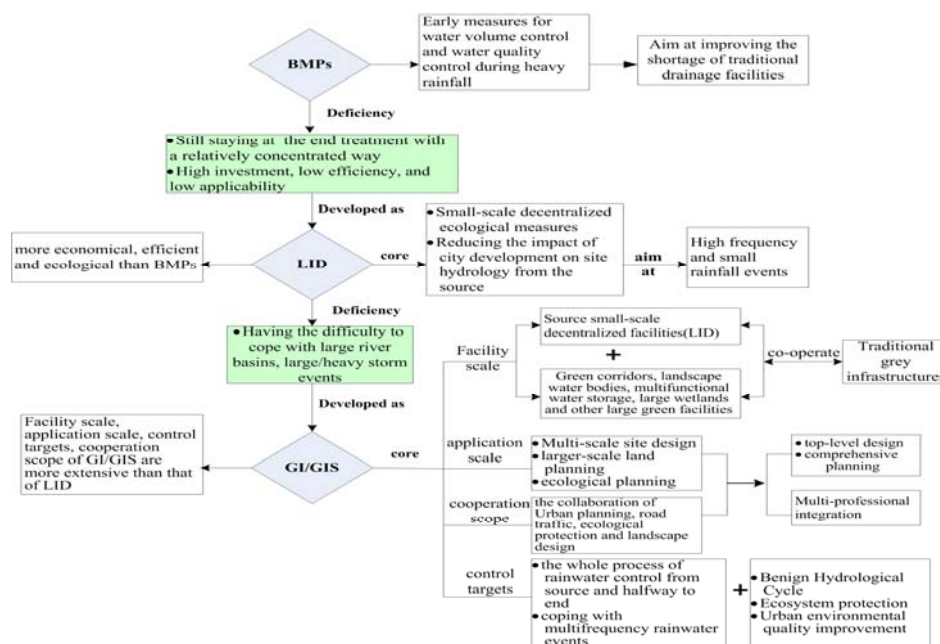 BMPs
Early measures for
water volume control
and water quality
control during heavy
rainfall
Aim at improving the
shortage of traditional
drainage facilities
Deficiency
● Still staying at the end treatment with
a relatively concentrated way
● High investment, low efficiency, and
low applicability
Developed as
more economical, efficient
and ecological than BMPs
LID
core
● Small-scale decentralized
ecological measures
● Reducing the impact of
city development on site
hydrology from the
source
aim
at
High frequency
and small
rainfall events
Deficiency
● Having the difficulty to
cope with large river
basins, large/heavy storm
events
Developed as
Facility scale,
application scale, control
targets, cooperation
scope of GI/GIS are
more extensive than that
of LID
GI/GIS
core
Facility
scale
Source small-scale
decentralized facilities(LID)
+
Green corridors, landscape
water bodies, multifunctional
water storage, large wetlands
and other large green facilities
co-operate
Traditional
grey
infrastructures
application
scale
● Multi-scale site design
● larger-scale land
planning
● ecological planning
cooperation
scope
the collaboration of
Urban planning, road
traffic, ecological
protection and landscape
design
● top-level design
● comprehensive
planning
Multi-professional
integration
control
targets
● the whole process of
rainwater control from
source and halfway to
end
● coping with
multifrequency rainwater
events
+
● Benign Hydrological
Cycle
● Ecosystem protection
● Urban environmental
quality improvement